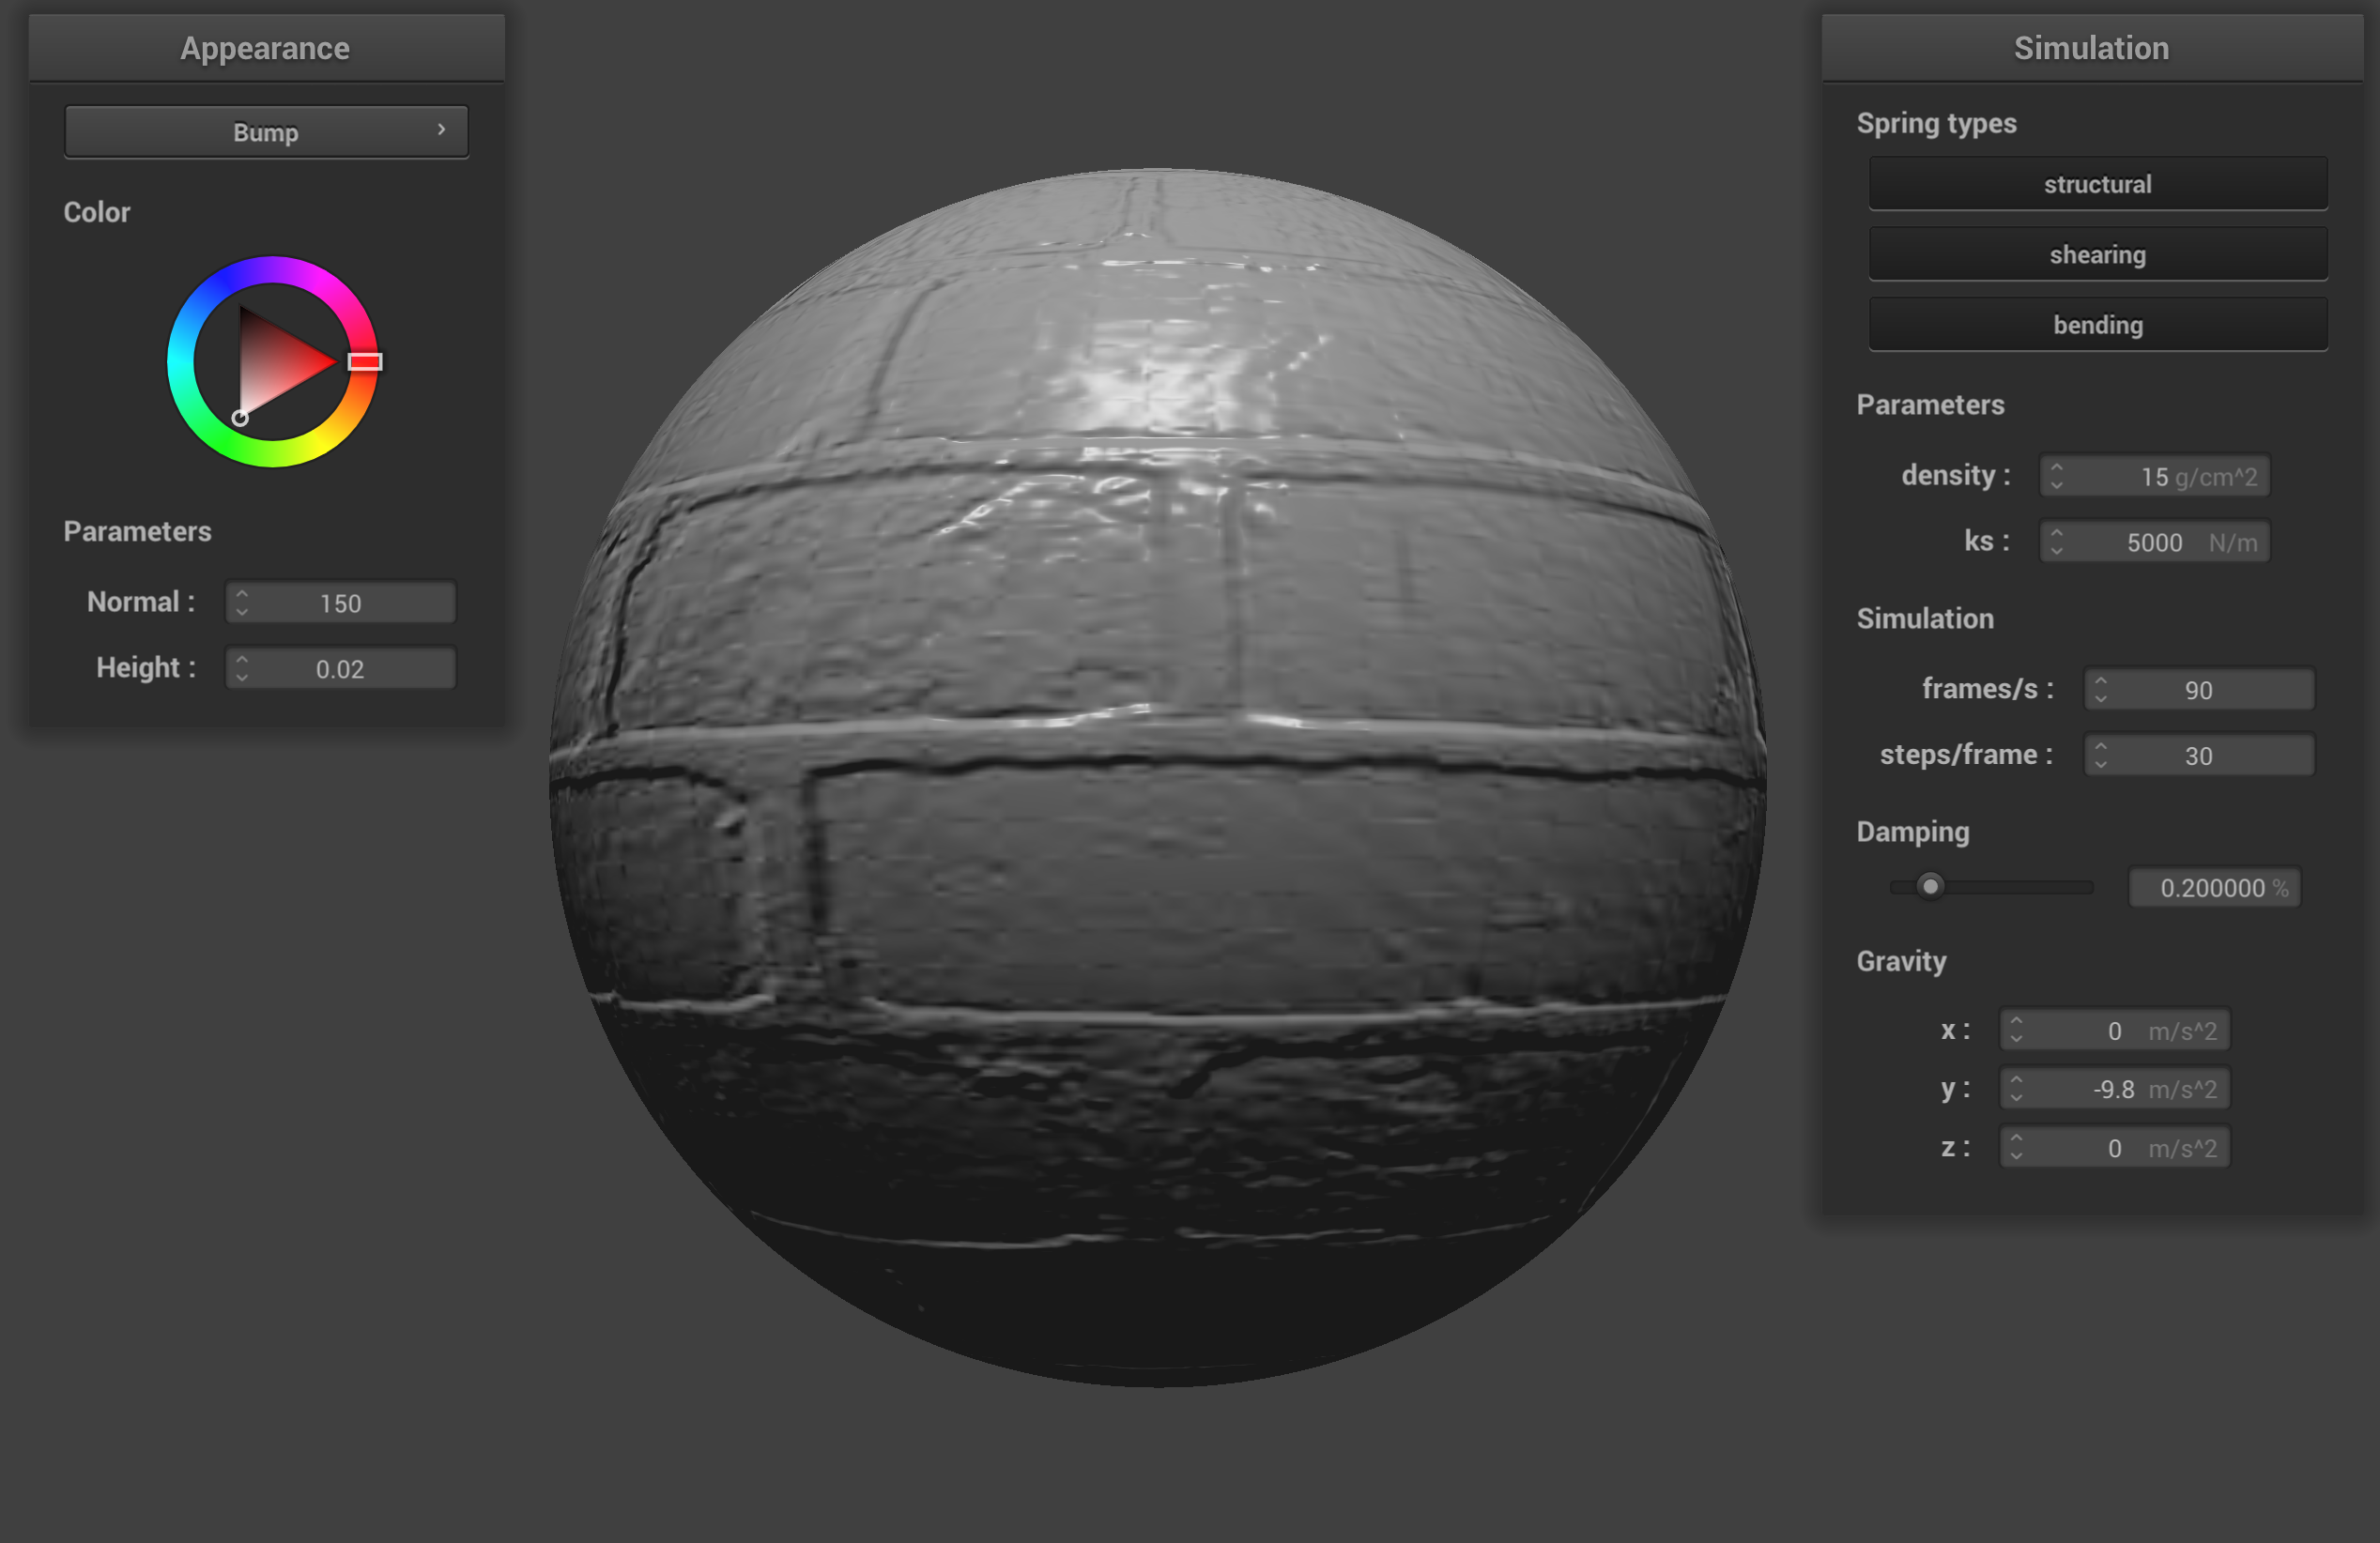 Appearance
Bump
Color
Parameters
Normal : 150
Height : 0.02
Simulation
Spring types
structural
shearing
bending
Parameters
density : 15 g/cm^2
ks : 5000 N/m
Simulation
frames/s : 90
steps/frame : 30
Damping
0.200000 %
Gravity
x : 0 m/s^2
y : -9.8 m/s^2
z : 0 m/s^2